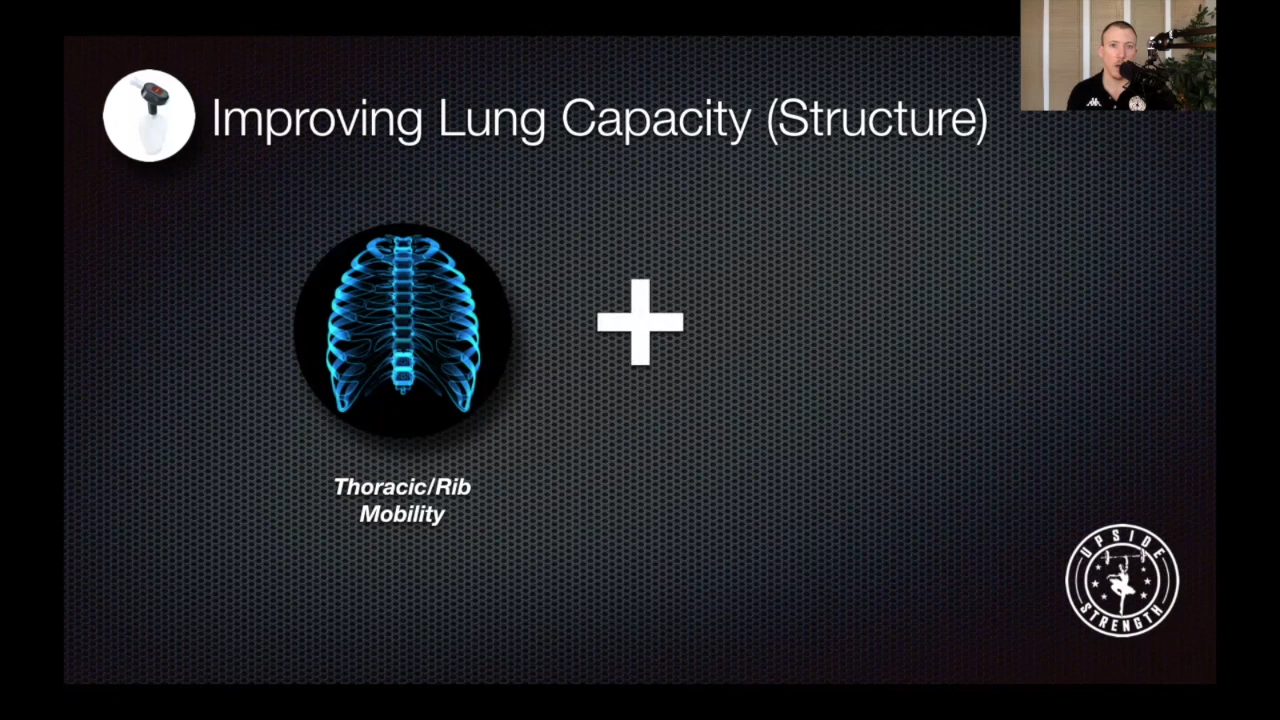 Improving Lung Capacity (Structure)
Thoracic/Rib
Mobility
UPSIDE
STRENGTH